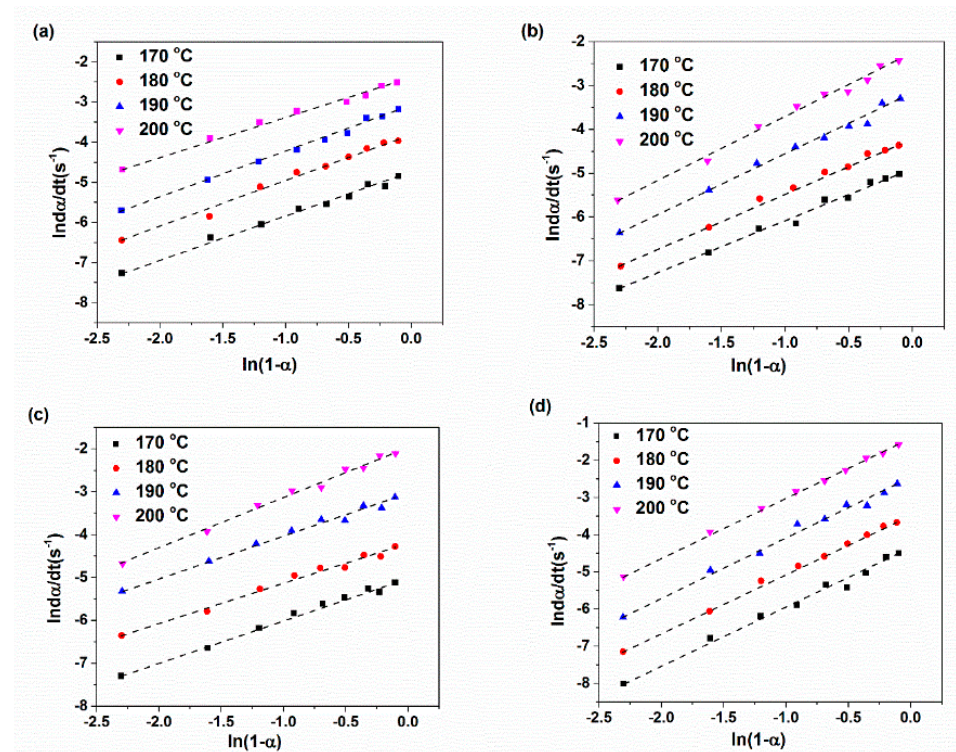 (a)
170 °C
180 °C
190 °C
200 °C
-2
-3
-4
-5
-6
-7
-8
lndα/dt(s⁻¹)
-2.5 -2.0 -1.5 -1.0 -0.5 0.0
ln(1-α)
(b)
170 °C
180 °C
190 °C
200 °C
-2
-3
-4
-5
-6
-7
-8
lndα/dt(s⁻¹)
-2.5 -2.0 -1.5 -1.0 -0.5 0.0
ln(1-α)
(c)
170 °C
180 °C
190 °C
200 °C
-2
-3
-4
-5
-6
-7
-8
lndα/dt(s⁻¹)
-2.5 -2.0 -1.5 -1.0 -0.5 0.0
ln(1-α)
(d)
170 °C
180 °C
190 °C
200 °C
-1
-2
-3
-4
-5
-6
-7
-8
lndα/dt(s⁻¹)
-2.5 -2.0 -1.5 -1.0 -0.5 0.0
ln(1-α)